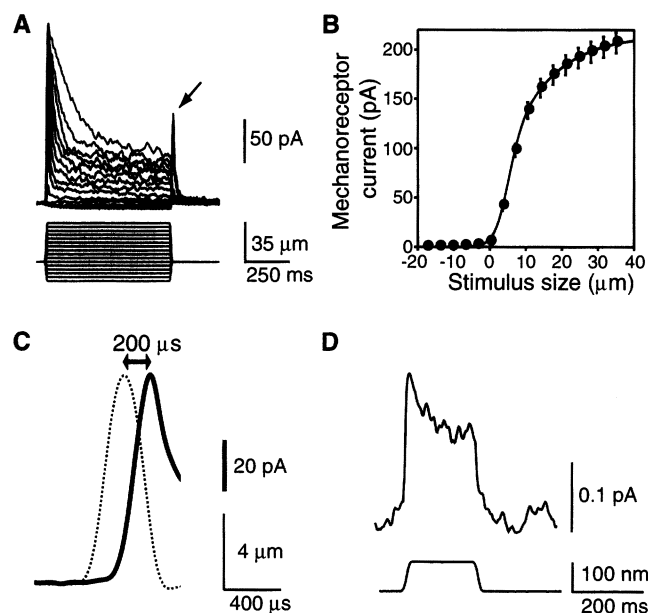 A
50 pA
35 μm
250 ms
B
Mechanoreceptor
current (pA)
200
150
100
50
0
-20 -10 0 10 20 30 40
Stimulus size (μm)
C
200 μs
20 pA
4 μm
400 μs
D
0.1 pA
100 nm
200 ms